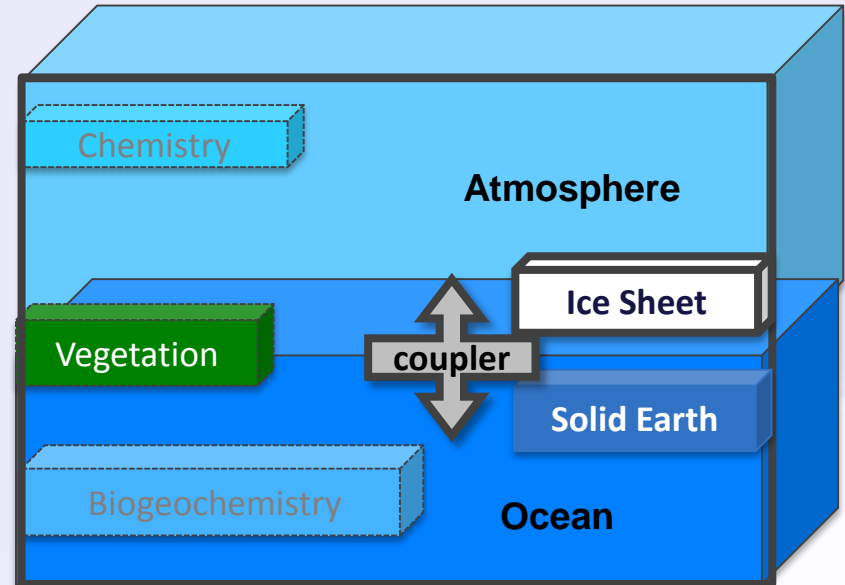 Chemistry
Atmosphere
Ice Sheet
Vegetation
coupler
Solid Earth
Biogeochemistry
Ocean